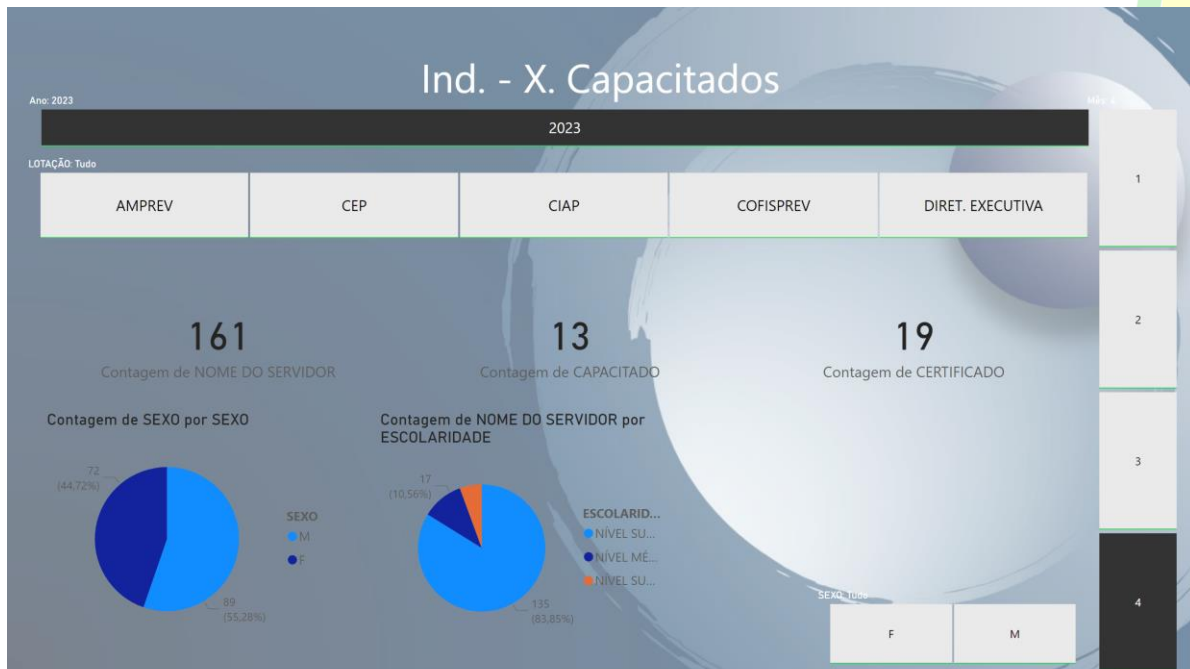 Ind. - X. Capacitados
Ano: 2023
Mês:
2023
LOTAÇÃO: Tudo
AMPREV
CEP
CIAP
COFISPREV
DIRET. EXECUTIVA
1
2
3
4
161
Contagem de NOME DO SERVIDOR
13
Contagem de CAPACITADO
19
Contagem de CERTIFICADO
Contagem de SEXO por SEXO
72
(44,72%)
89
(55,28%)
SEXO
M
F
Contagem de NOME DO SERVIDOR por
ESCOLARIDADE
17
(10,56%)
135
(83,85%)
ESCOLARID...
NÍVEL SU...
NÍVEL MÉ...
NÍVEL SU...
SEXO: Tudo
F
M